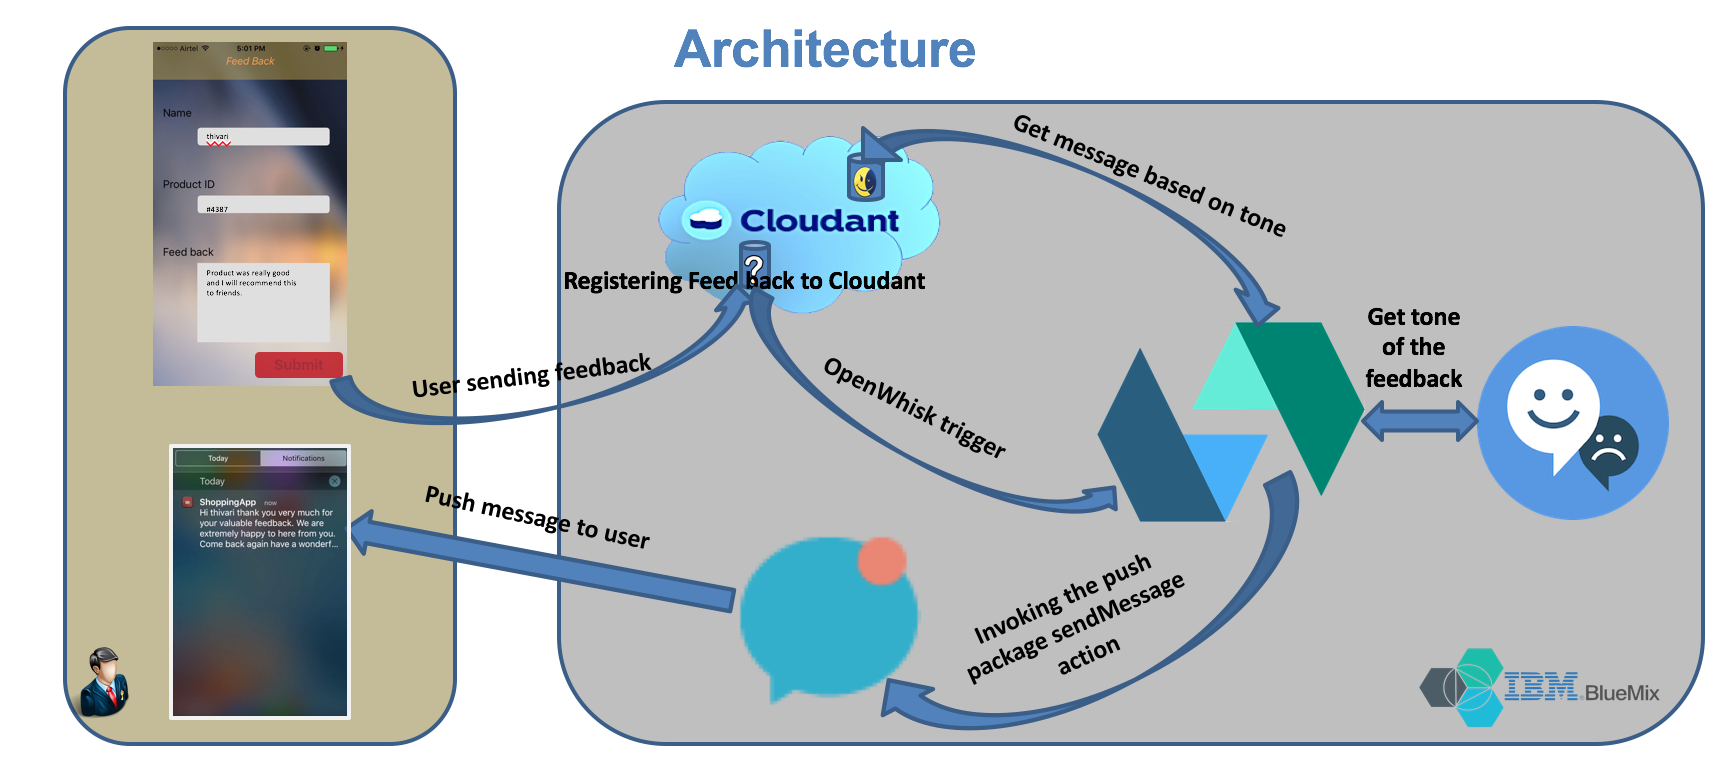 Architecture
Airtel
5:01 PM
Feed Back
Name
thivari
Product ID
#4387
Feed back
Product was really good
and I will recommend this
to friends.
Submit
Today
Notifications
Today
ShoppingApp now
Hi thivari thank you very much for
your valuable feedback. We are
extremely happy to here from you.
Come back again have a wonderf...
User sending feedback
Push message to user
Cloudant
?
Registering Feed back to Cloudant
Get message based on tone
OpenWhisk trigger
Get tone
of the
feedback
Invoking the push
package sendMessage
action
IBM BlueMix